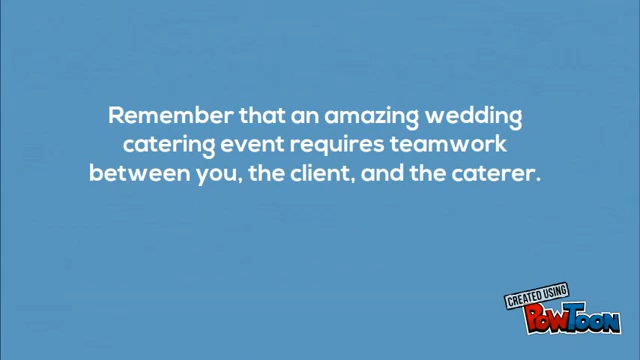 Remember that an amazing wedding
catering event requires teamwork
between you, the client, and the caterer.
CREATED USING
POWTOON